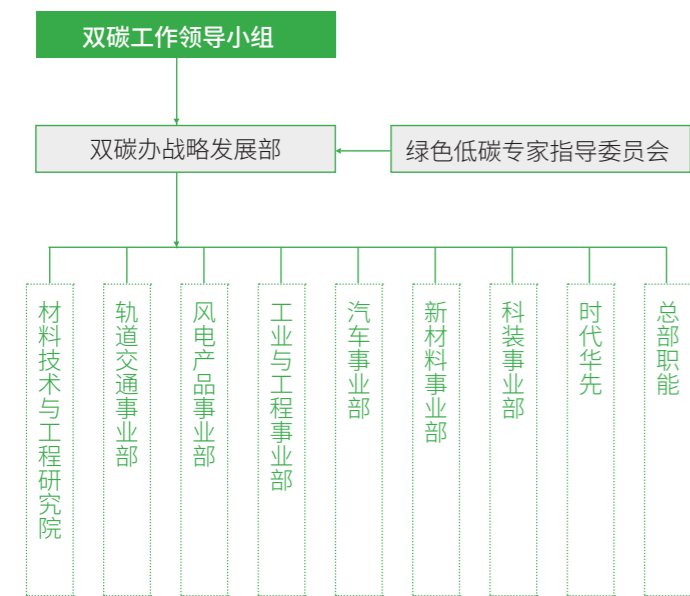 双碳工作领导小组
双碳办战略发展部
绿色低碳专家指导委员会
材料技术与工程研究院
轨道交通事业部
风电产品事业部
工业与工程事业部
汽车事业部
新材料事业部
科装事业部
时代华先
总部职能